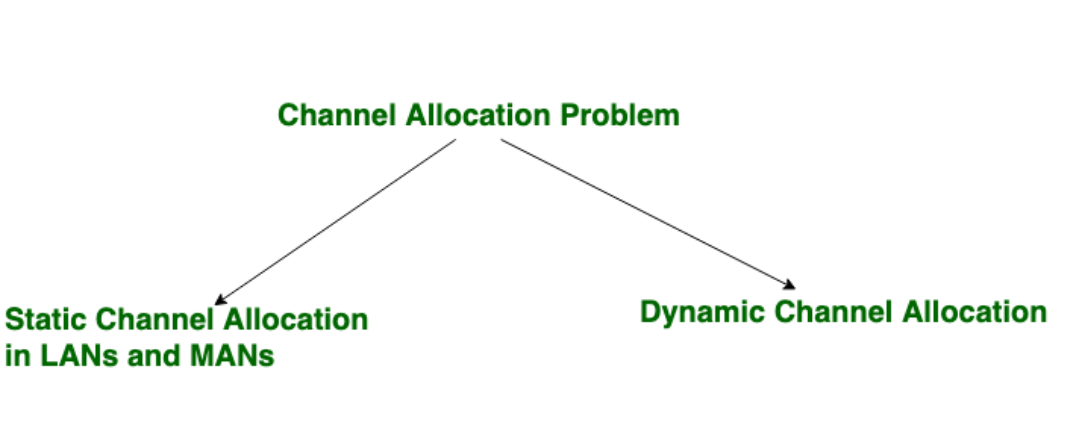 Channel Allocation Problem
Static Channel Allocation
in LANs and MANs
Dynamic Channel Allocation